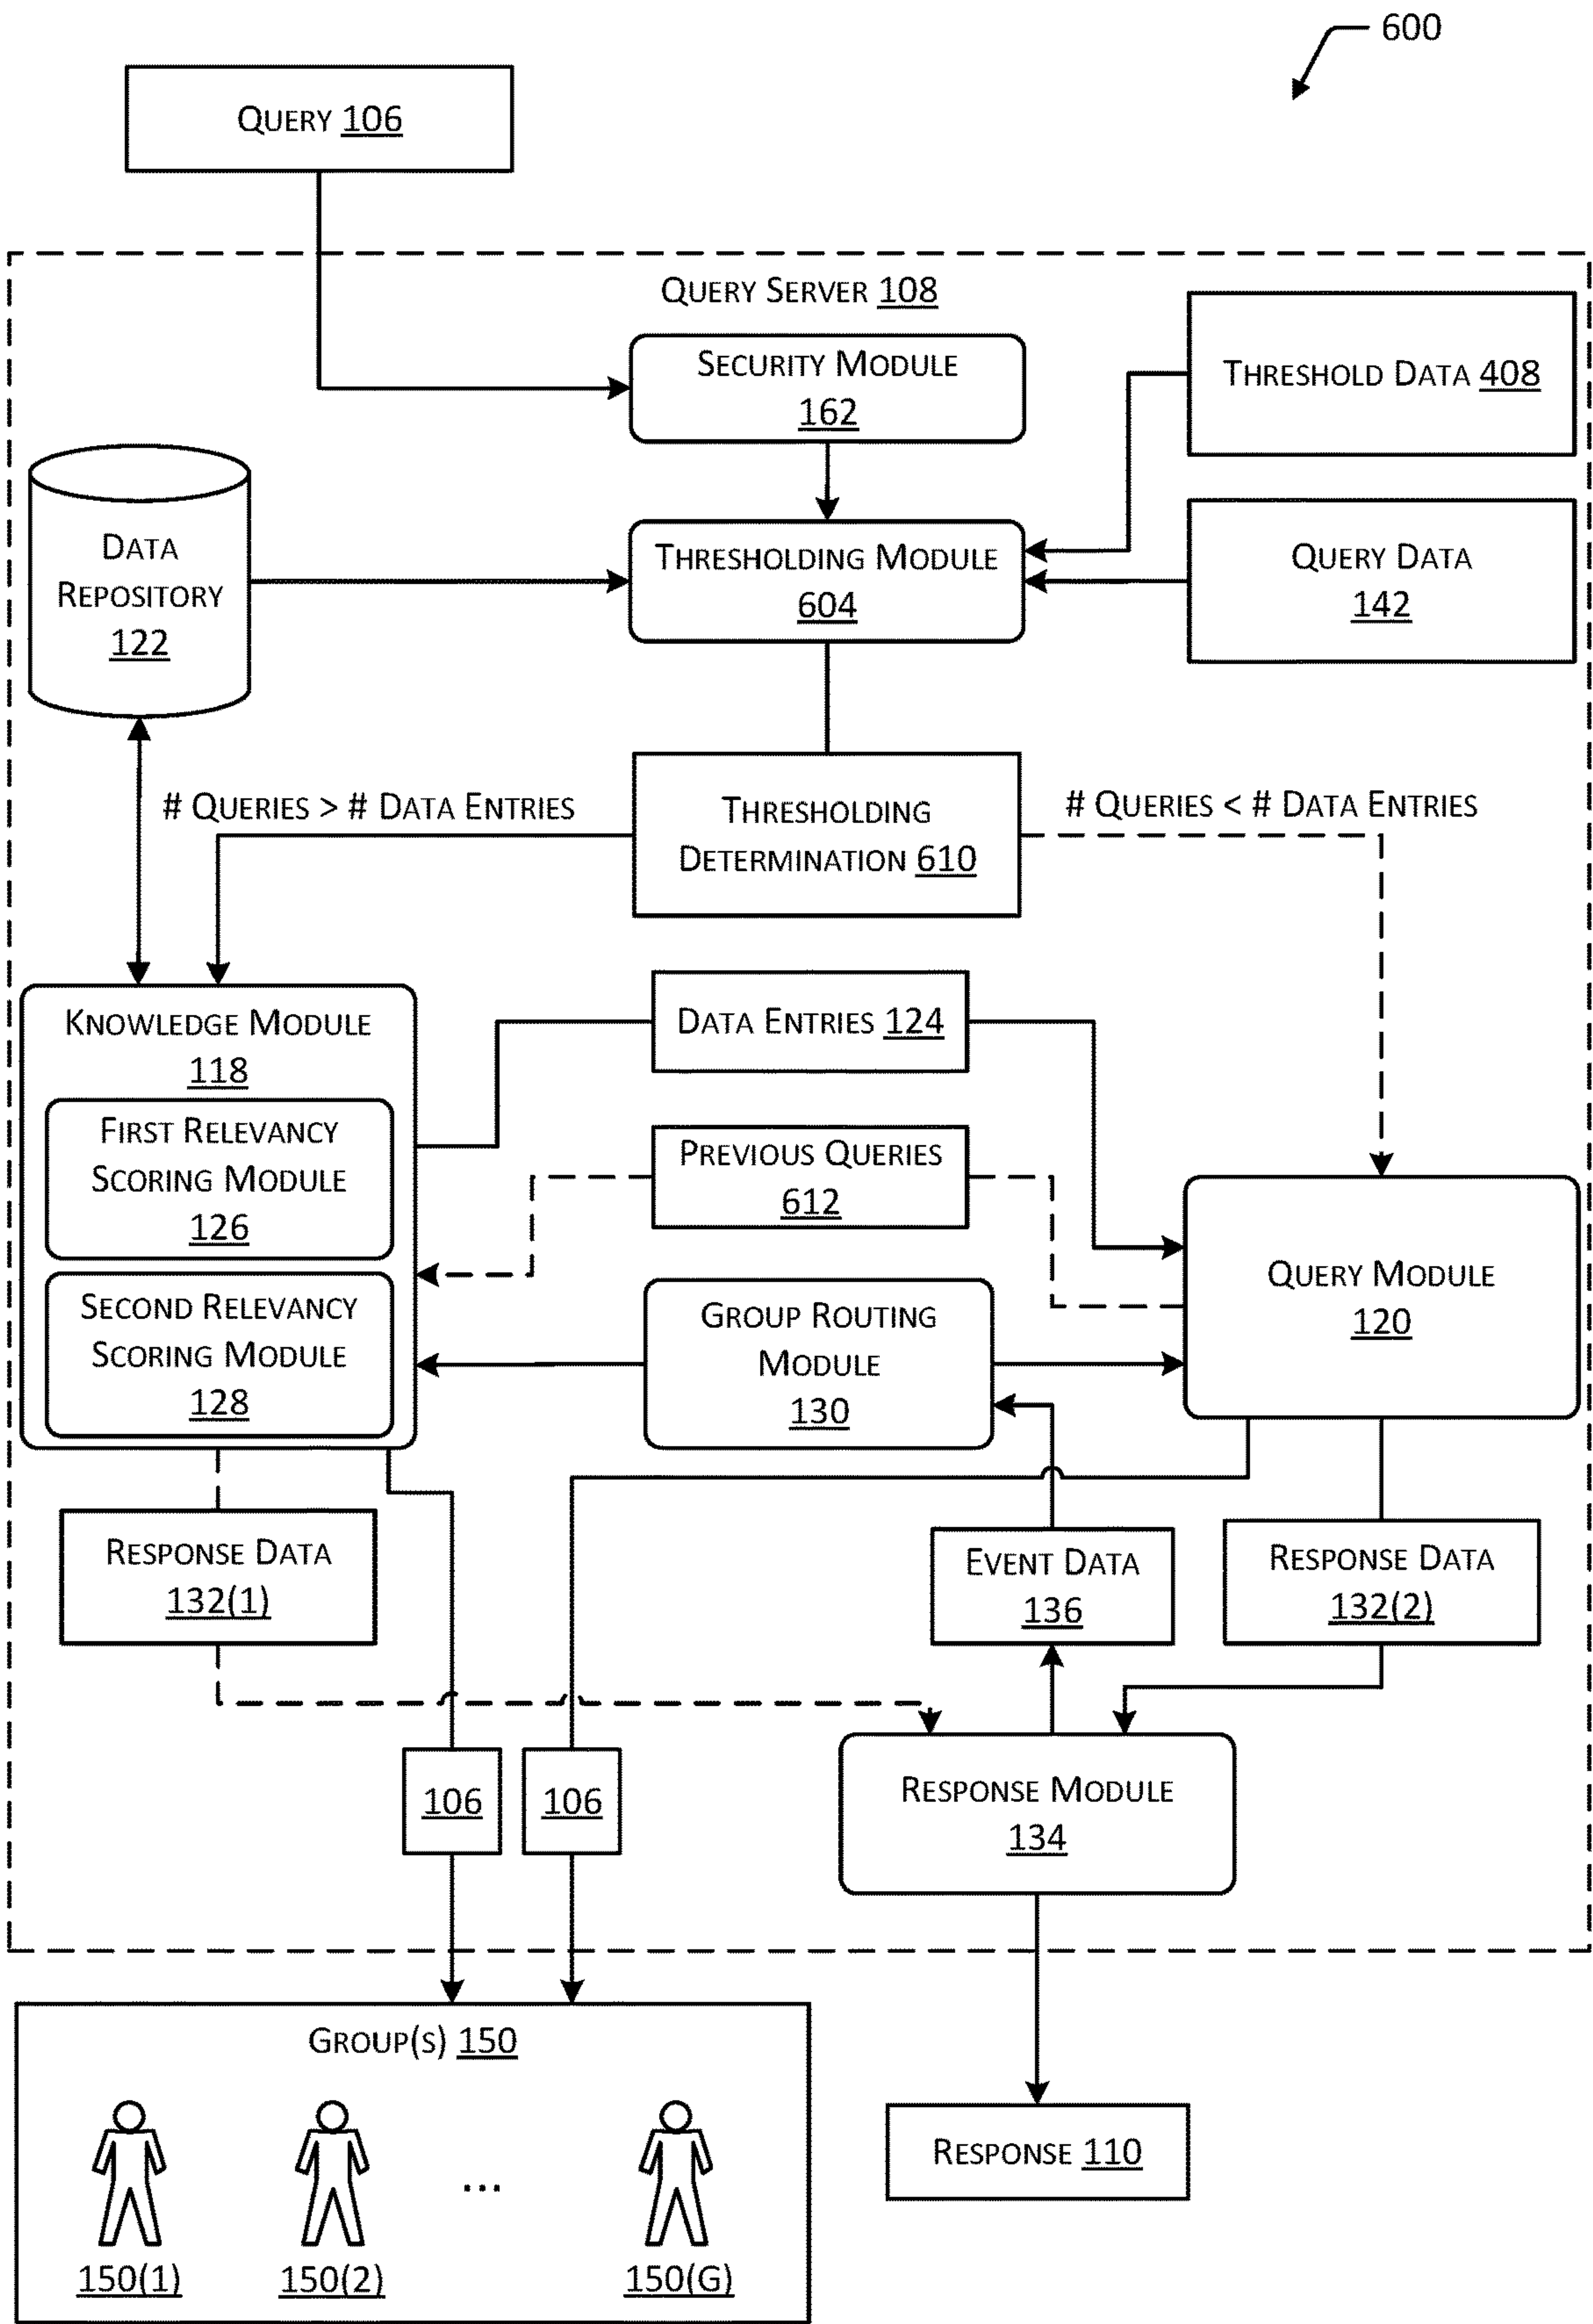 600
QUERY 106
QUERY SERVER 108
SECURITY MODULE
162
THRESHOLD DATA 408
DATA
REPOSITORY
122
THRESHOLDING MODULE
604
QUERY DATA
142
# QUERIES > # DATA ENTRIES
THRESHOLDING
DETERMINATION 610
# QUERIES < # DATA ENTRIES
KNOWLEDGE MODULE
118
FIRST RELEVANCY
SCORING MODULE
126
SECOND RELEVANCY
SCORING MODULE
128
DATA ENTRIES 124
PREVIOUS QUERIES
612
GROUP ROUTING
MODULE
130
QUERY MODULE
120
RESPONSE DATA
132(1)
EVENT DATA
136
RESPONSE DATA
132(2)
106
106
RESPONSE MODULE
134
GROUP(S) 150
150(1)
150(2)
...
150(G)
RESPONSE 110